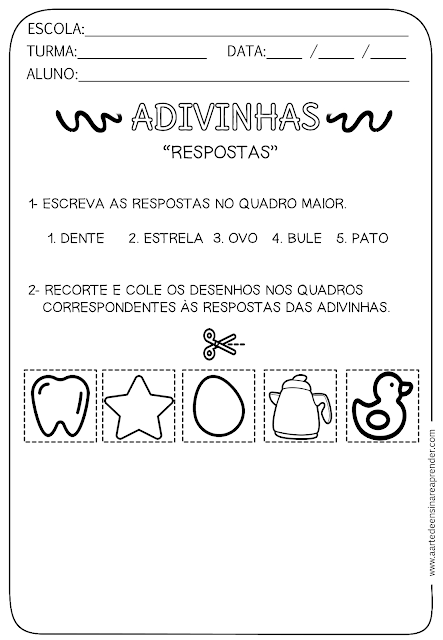 ESCOLA:
TURMA: DATA: / /
ALUNO:
ADIVINHAS
"RESPOSTAS"
1- ESCREVA AS RESPOSTAS NO QUADRO MAIOR.
1. DENTE 2. ESTRELA 3. OVO 4. BULE 5. PATO
2- RECORTE E COLE OS DESENHOS NOS QUADROS
CORRESPONDENTES ÀS RESPOSTAS DAS ADIVINHAS.
www.aartedeensinareaprender.com